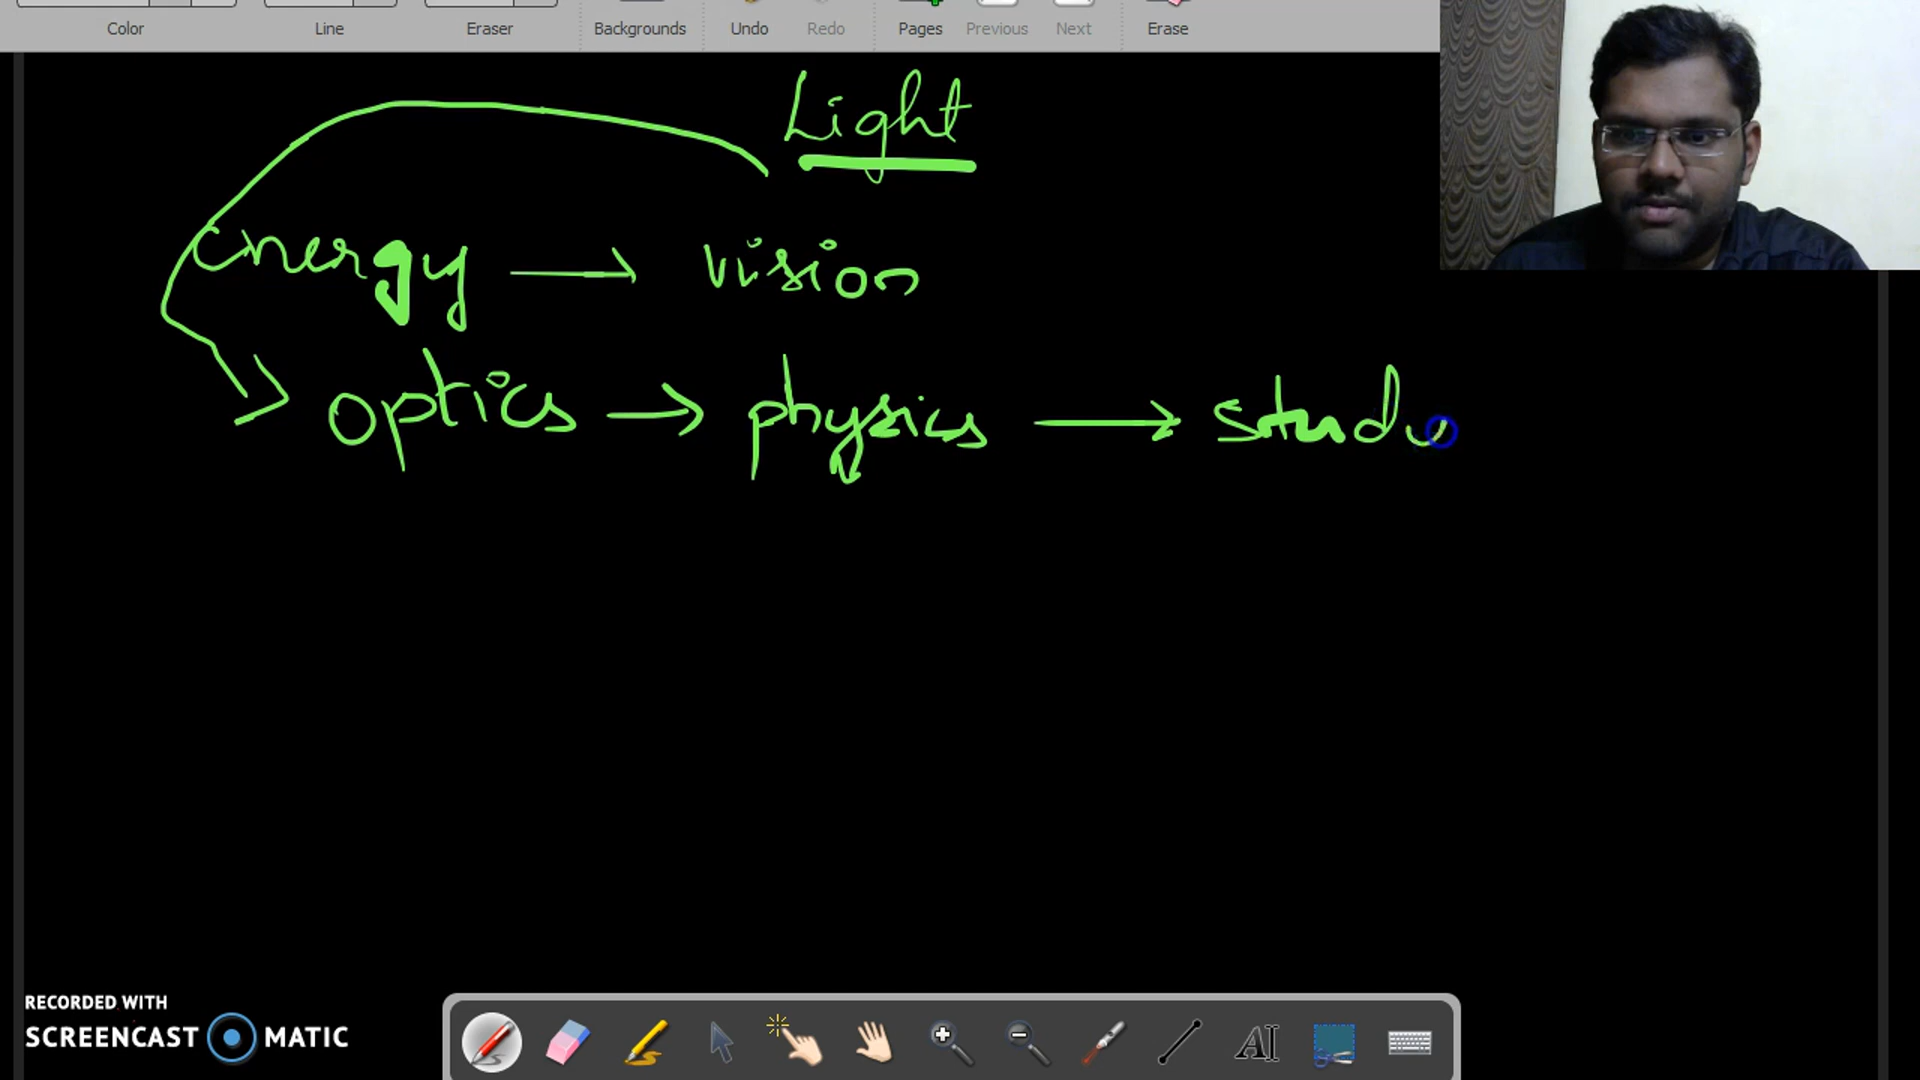 Color Line Eraser Backgrounds Undo Redo Pages Previous Next Erase
Light
energy → vision
optics → physics → study
RECORDED WITH
SCREENCAST MATIC
AI